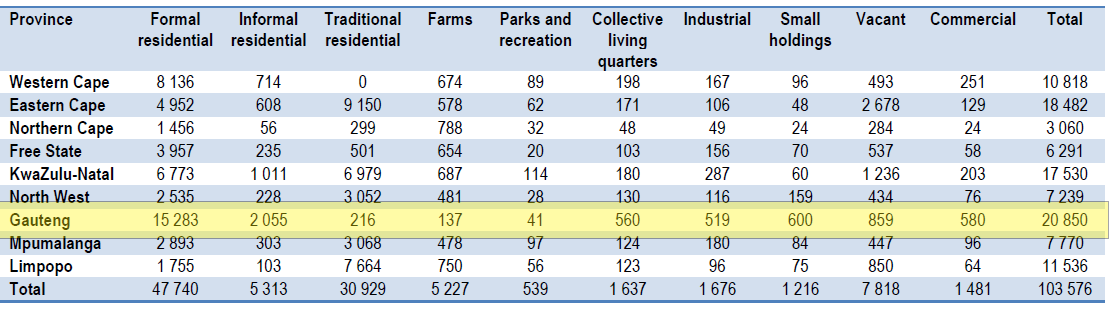 Province Formal residential Informal residential Traditional residential Farms Parks and recreation Collective living quarters Industrial Small holdings Vacant Commercial Total
Western Cape 8 136 714 0 674 89 198 167 96 493 251 10 818
Eastern Cape 4 952 608 9 150 578 62 171 106 48 2 678 129 18 482
Northern Cape 1 456 56 299 788 32 48 49 24 284 24 3 060
Free State 3 957 235 501 654 20 103 156 70 537 58 6 291
KwaZulu-Natal 6 773 1 011 6 979 687 114 180 287 60 1 236 203 17 530
North West 2 535 228 3 052 481 28 130 116 159 434 76 7 239
Gauteng 15 283 2 055 216 137 41 560 519 600 859 580 20 850
Mpumalanga 2 893 303 3 068 478 97 124 180 84 447 96 7 770
Limpopo 1 755 103 7 664 750 56 123 96 75 850 64 11 536
Total 47 740 5 313 30 929 5 227 539 1 637 1 676 1 216 7 818 1 481 103 576